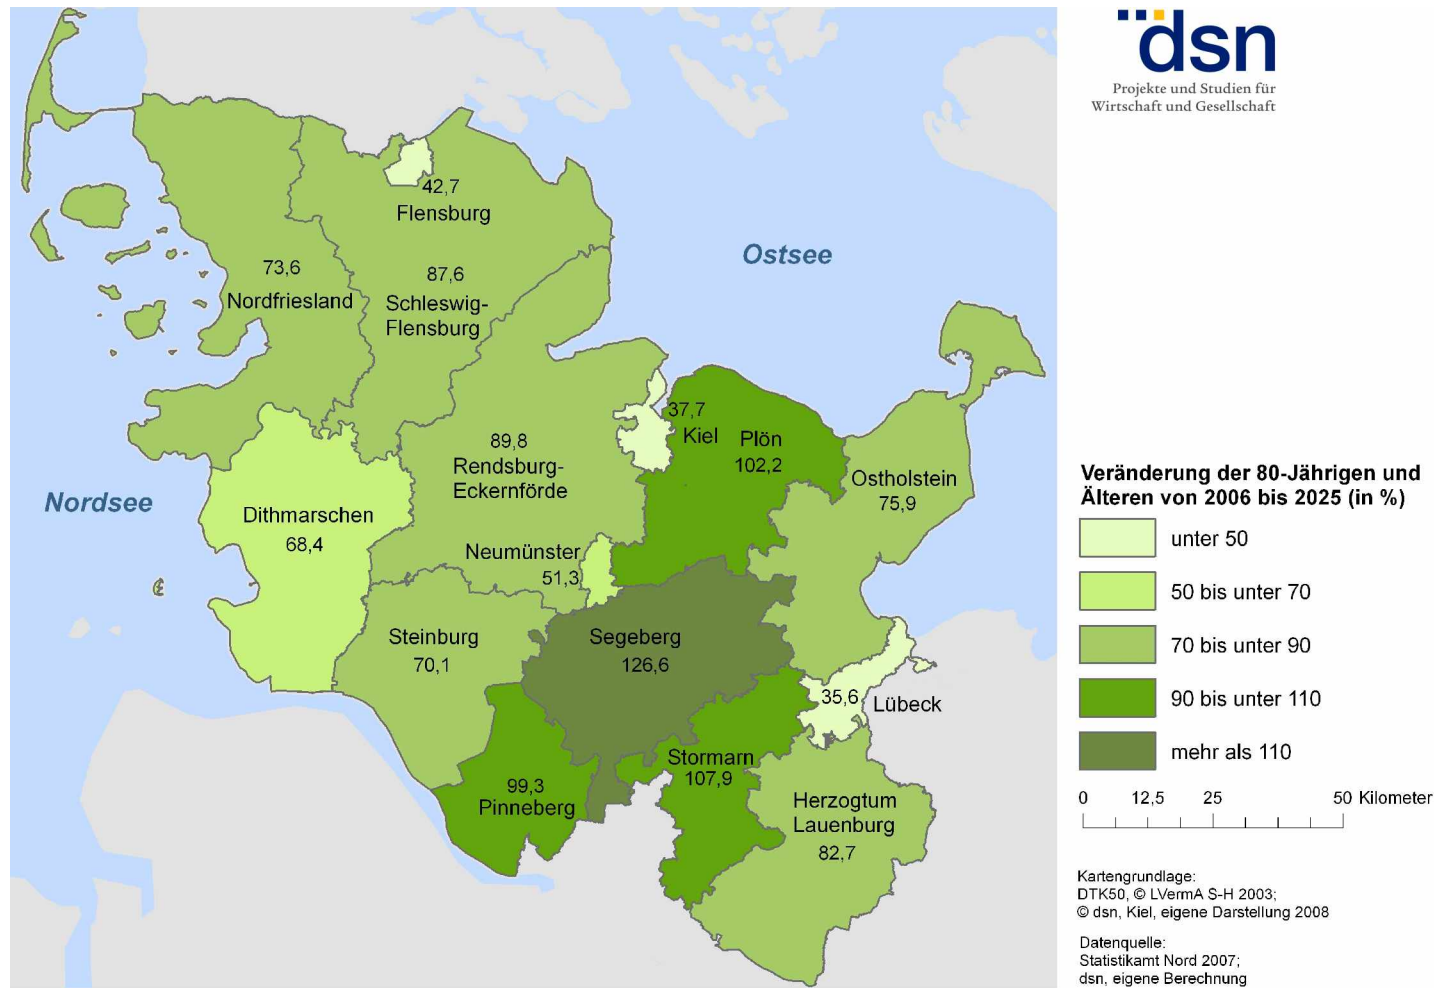 dsn
Projekte und Studien für
Wirtschaft und Gesellschaft
42,7
Flensburg
Ostsee
73,6
Nordfriesland
87,6
Schleswig-
Flensburg
37,7
Kiel
Plön
102,2
89,8
Rendsburg-
Eckernförde
Ostholstein
75,9
Nordsee
Dithmarschen
68,4
Neumünster
51,3
Steinburg
70,1
Segeberg
126,6
35,6
Lübeck
Stormarn
107,9
99,3
Pinneberg
Herzogtum
Lauenburg
82,7
Veränderung der 80-Jährigen und
Älteren von 2006 bis 2025 (in %)
unter 50
50 bis unter 70
70 bis unter 90
90 bis unter 110
mehr als 110
0 12,5 25 50 Kilometer
Kartengrundlage:
DTK50, © LVermA S-H 2003;
© dsn, Kiel, eigene Darstellung 2008
Datenquelle:
Statistikamt Nord 2007;
dsn, eigene Berechnung